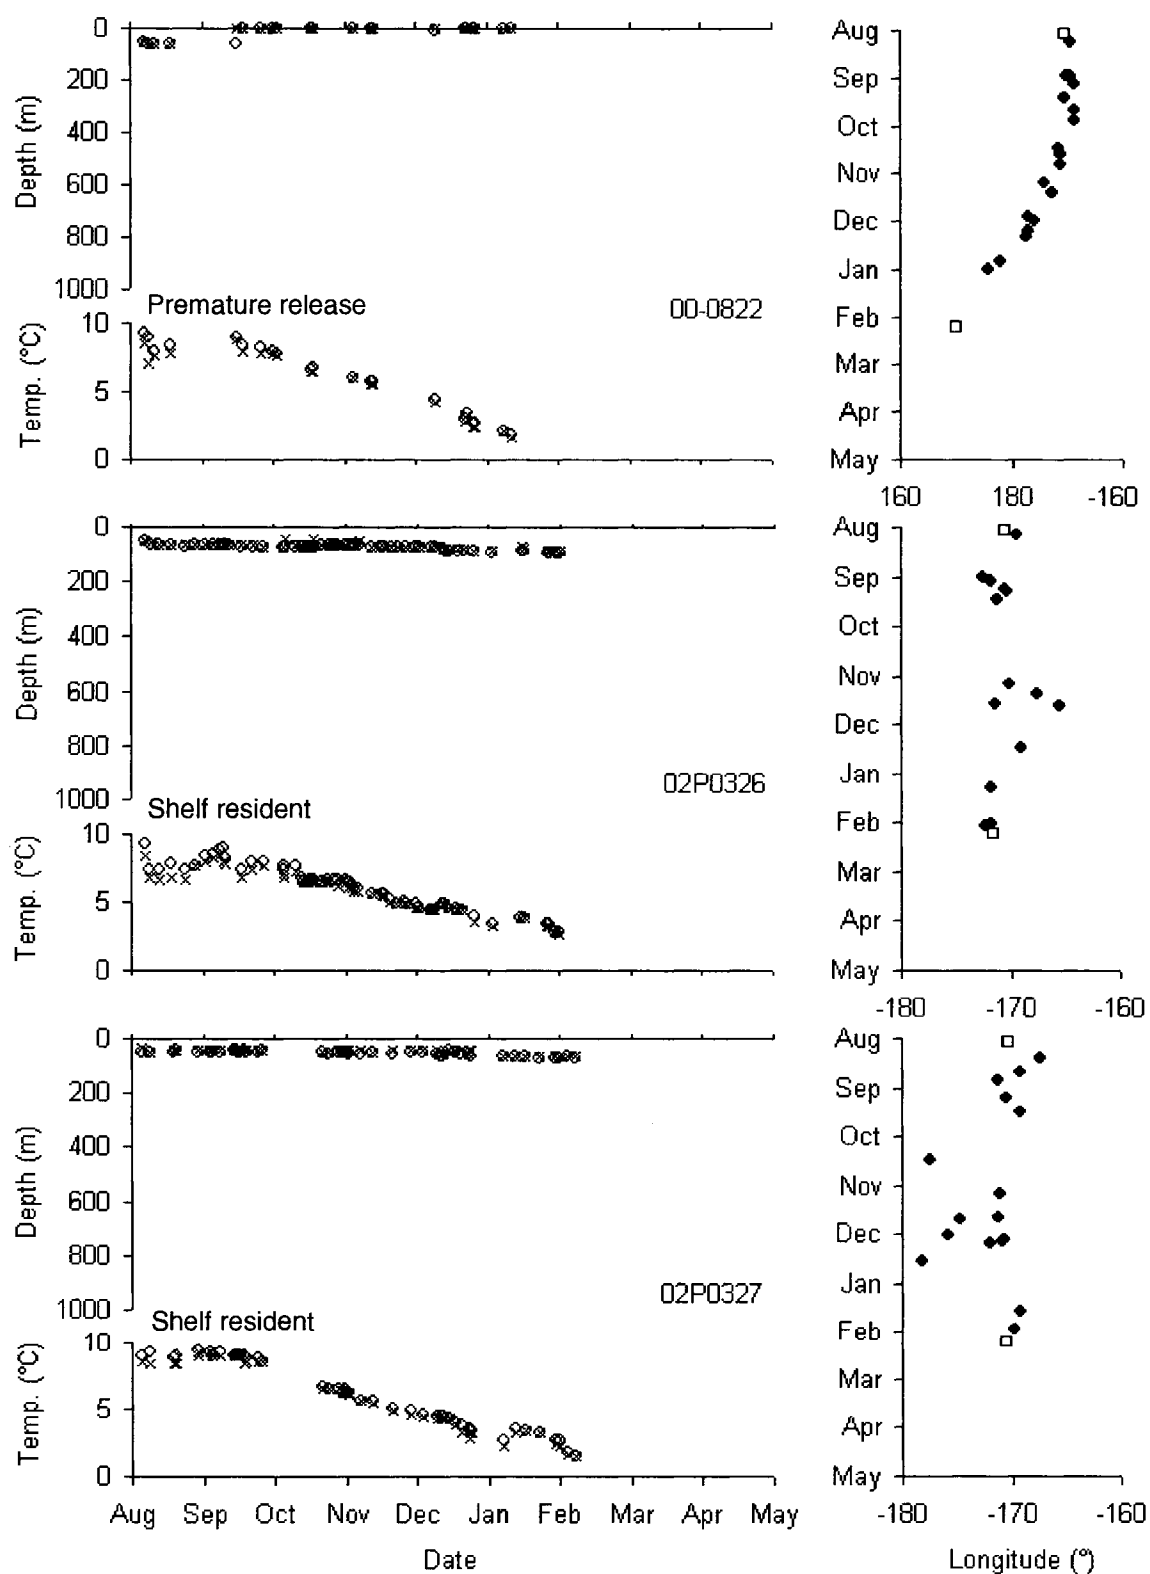 0
200
400
600
800
1000
Depth (m)
Premature release
00-0822
10
5
0
Temp. (°C)
Aug
Sep
Oct
Nov
Dec
Jan
Feb
Mar
Apr
May
160 180 -160
0
200
400
600
800
1000
Depth (m)
02P0326
Shelf resident
10
5
0
Temp. (°C)
Aug
Sep
Oct
Nov
Dec
Jan
Feb
Mar
Apr
May
-180 -170 -160
0
200
400
600
800
1000
Depth (m)
02P0327
Shelf resident
10
5
0
Temp. (°C)
Aug Sep Oct Nov Dec Jan Feb Mar Apr May
Date
Aug
Sep
Oct
Nov
Dec
Jan
Feb
Mar
Apr
May
-180 -170 -160
Longitude (°)